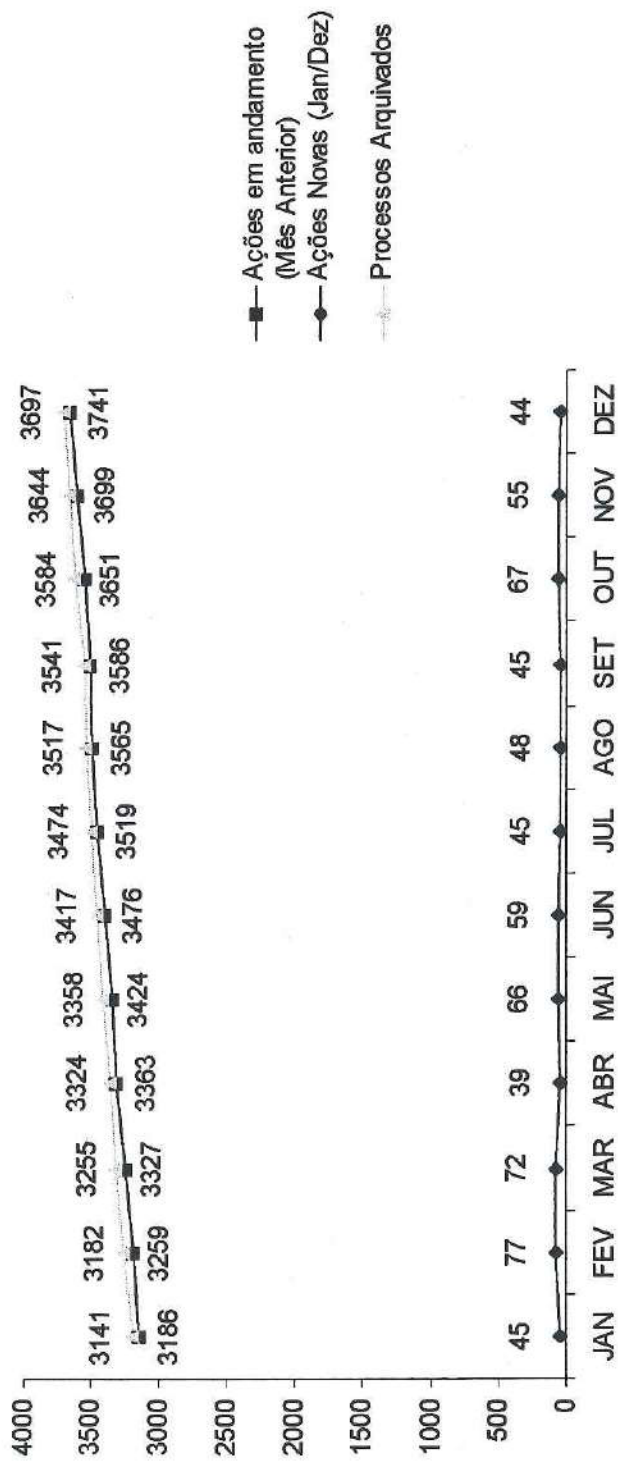 4000
3500
3000
2500
2000
1500
1000
500
0
3141 3182 3255 3324 3358 3417 3474 3517 3541 3584 3644 3697
3186 3259 3327 3363 3424 3476 3519 3565 3586 3651 3699 3741
45 77 72 39 66 59 45 48 45 67 55 44
JAN FEV MAR ABR MAI JUN JUL AGO SET OUT NOV DEZ
Ações em andamento
(Mês Anterior)
Ações Novas (Jan/Dez)
Processos Arquivados